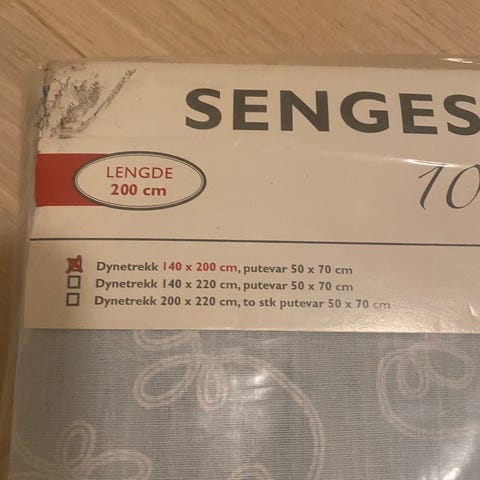 SENGES
LENGDE
200 cm
10
Dynetrekk 140 x 200 cm, putevar 50 x 70 cm
Dynetrekk 140 x 220 cm, putevar 50 x 70 cm
Dynetrekk 200 x 220 cm, to stk putevar 50 x 70 cm